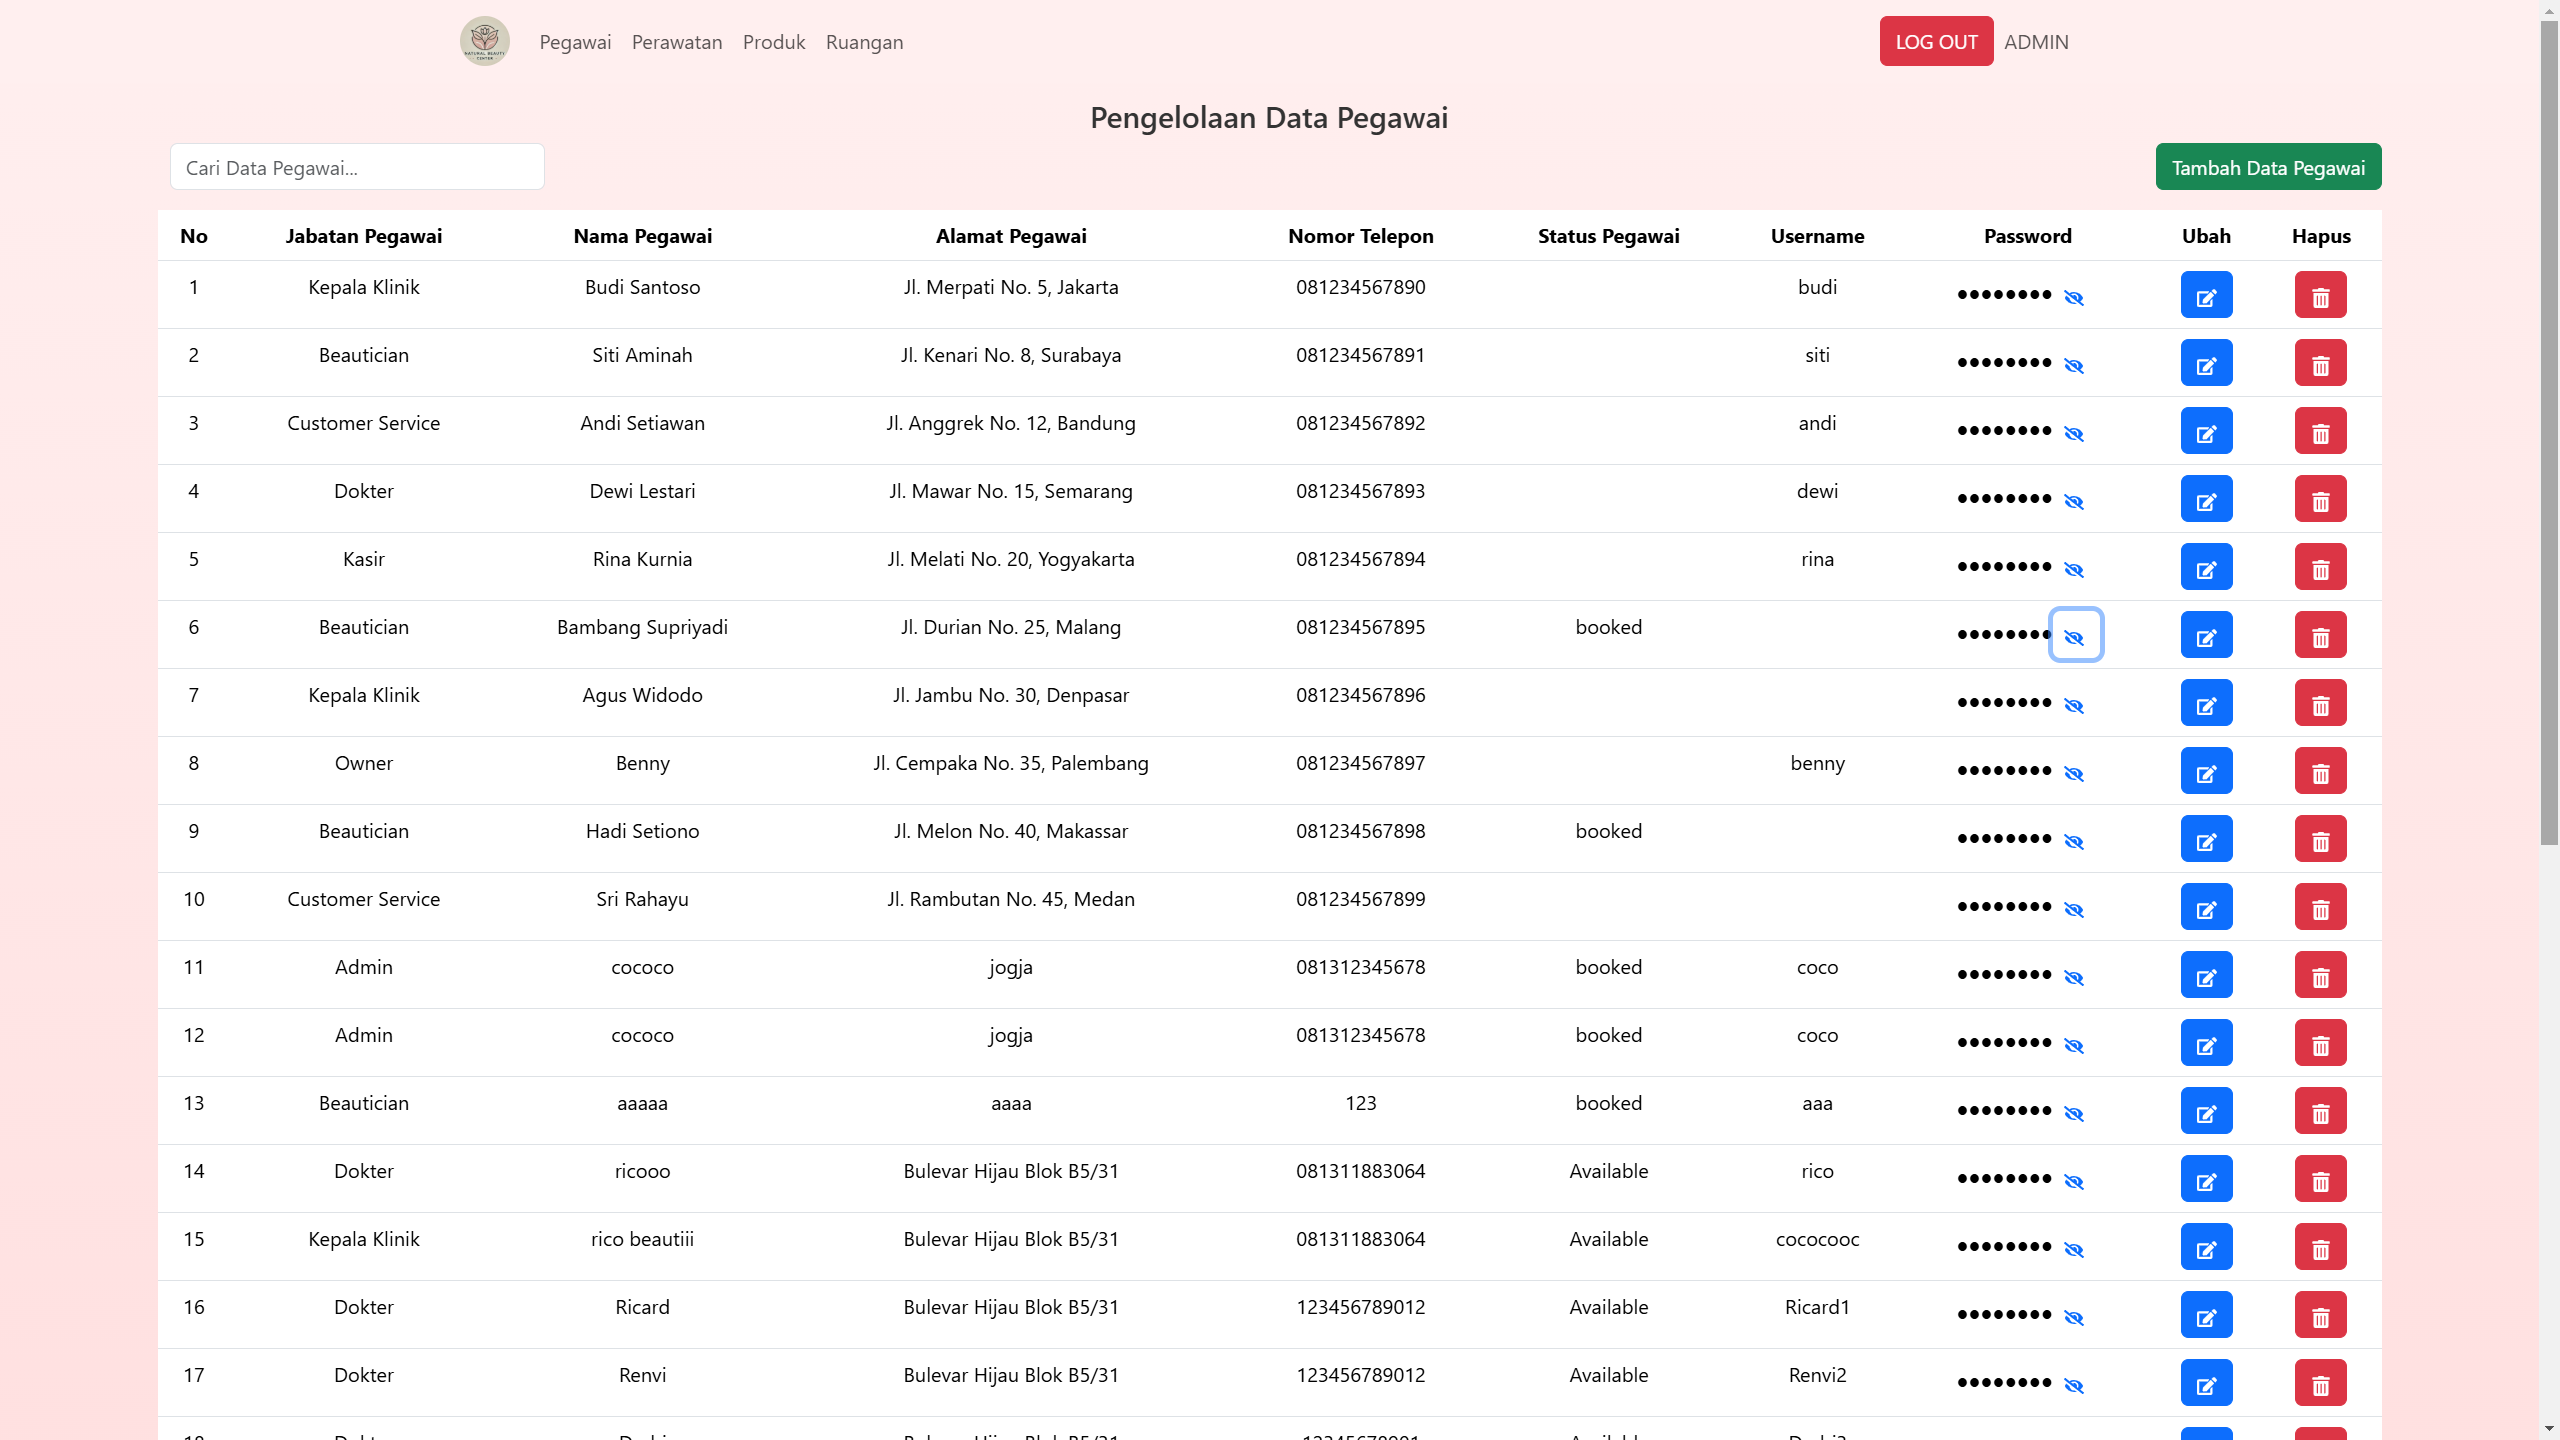 NATURAL BEAUTY
CENTER
Pegawai Perawatan Produk Ruangan LOG OUT ADMIN
Pengelolaan Data Pegawai
Cari Data Pegawai... Tambah Data Pegawai
No Jabatan Pegawai Nama Pegawai Alamat Pegawai Nomor Telepon Status Pegawai Username Password Ubah Hapus
1 Kepala Klinik Budi Santoso Jl. Merpati No. 5, Jakarta 081234567890 budi ••••••••
2 Beautician Siti Aminah Jl. Kenari No. 8, Surabaya 081234567891 siti ••••••••
3 Customer Service Andi Setiawan Jl. Anggrek No. 12, Bandung 081234567892 andi ••••••••
4 Dokter Dewi Lestari Jl. Mawar No. 15, Semarang 081234567893 dewi ••••••••
5 Kasir Rina Kurnia Jl. Melati No. 20, Yogyakarta 081234567894 rina ••••••••
6 Beautician Bambang Supriyadi Jl. Durian No. 25, Malang 081234567895 booked ••••••••
7 Kepala Klinik Agus Widodo Jl. Jambu No. 30, Denpasar 081234567896 ••••••••
8 Owner Benny Jl. Cempaka No. 35, Palembang 081234567897 benny ••••••••
9 Beautician Hadi Setiono Jl. Melon No. 40, Makassar 081234567898 booked ••••••••
10 Customer Service Sri Rahayu Jl. Rambutan No. 45, Medan 081234567899 ••••••••
11 Admin cococo jogja 081312345678 booked coco ••••••••
12 Admin cococo jogja 081312345678 booked coco ••••••••
13 Beautician aaaaa aaaa 123 booked aaa ••••••••
14 Dokter ricooo Bulevar Hijau Blok B5/31 081311883064 Available rico ••••••••
15 Kepala Klinik rico beautiii Bulevar Hijau Blok B5/31 081311883064 Available cococooc ••••••••
16 Dokter Ricard Bulevar Hijau Blok B5/31 123456789012 Available Ricard1 ••••••••
17 Dokter Renvi Bulevar Hijau Blok B5/31 123456789012 Available Renvi2 ••••••••